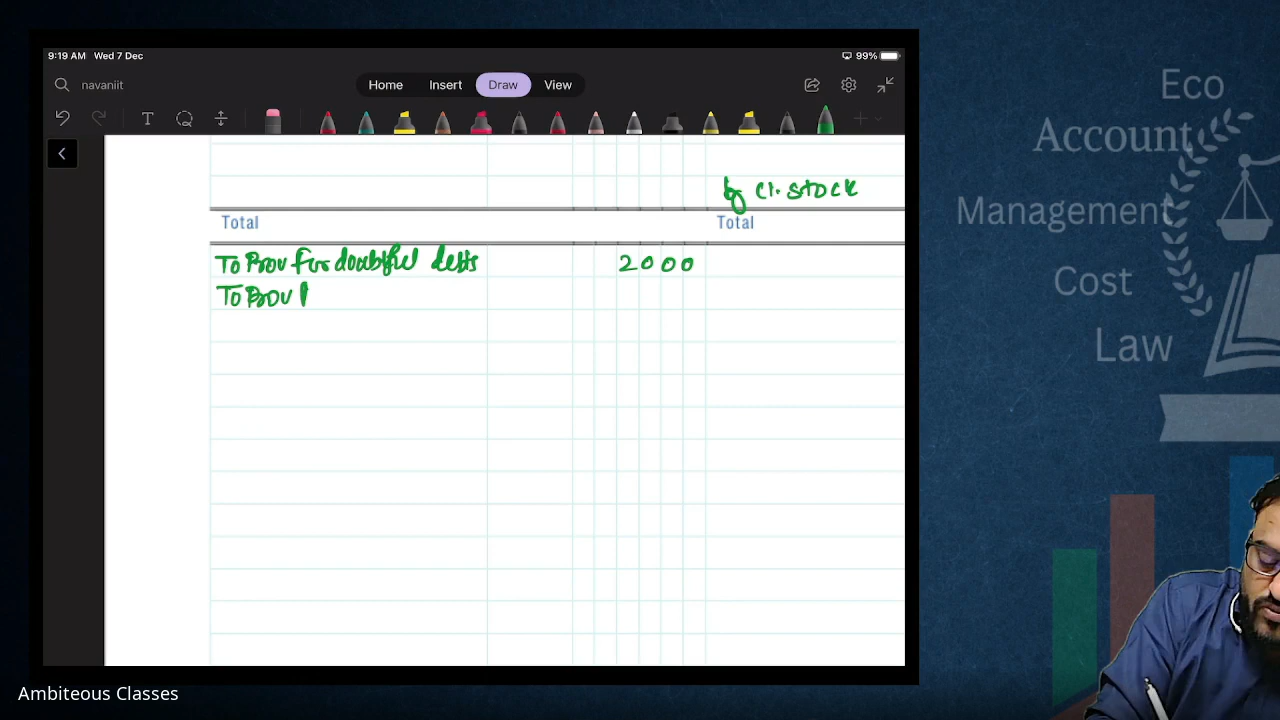 9:19 AM Wed 7 Dec
99%
navaniit
Home Insert Draw View
T
By Cl. Stock
Total Total
To Prov for doubtful debts 2000
To Prov
Eco
Account
Management
Cost
Law
Ambiteous Classes